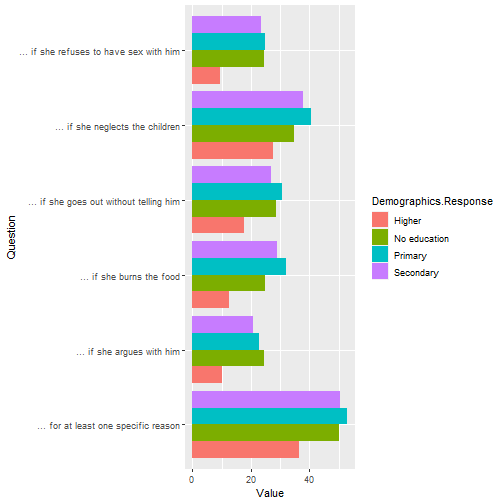 ... if she refuses to have sex with him
... if she neglects the children
... if she goes out without telling him
... if she burns the food
... if she argues with him
... for at least one specific reason
Question
0 20 40
Value
Demographics.Response
Higher
No education
Primary
Secondary